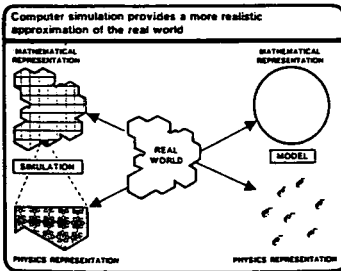 Computer simulation provides a more realistic
approximation of the real world
MATHEMATICAL
REPRESENTATION
MATHEMATICAL
REPRESENTATION
REAL
WORLD
SIMULATION
MODEL
PHYSICS REPRESENTATION
PHYSICS REPRESENTATION